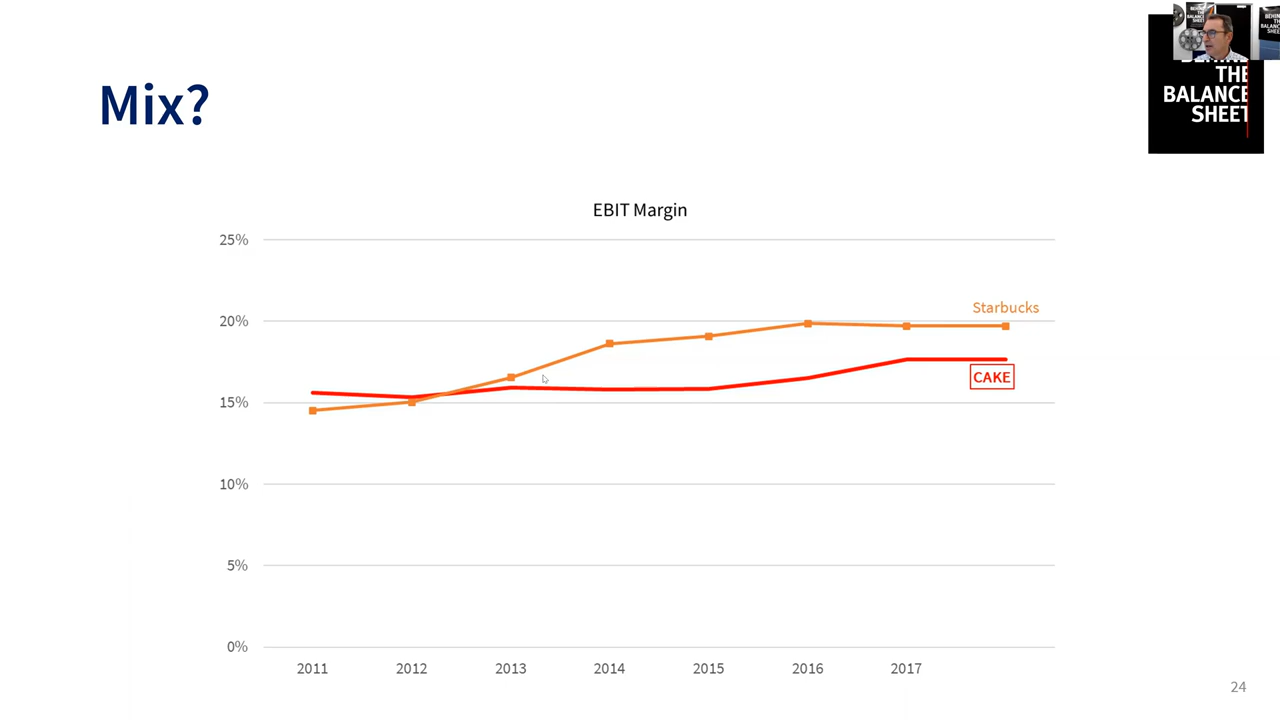 Mix?
THE
BALANCE
SHEET
EBIT Margin
25%
20%
15%
10%
5%
0%
Starbucks
CAKE
2011 2012 2013 2014 2015 2016 2017
24